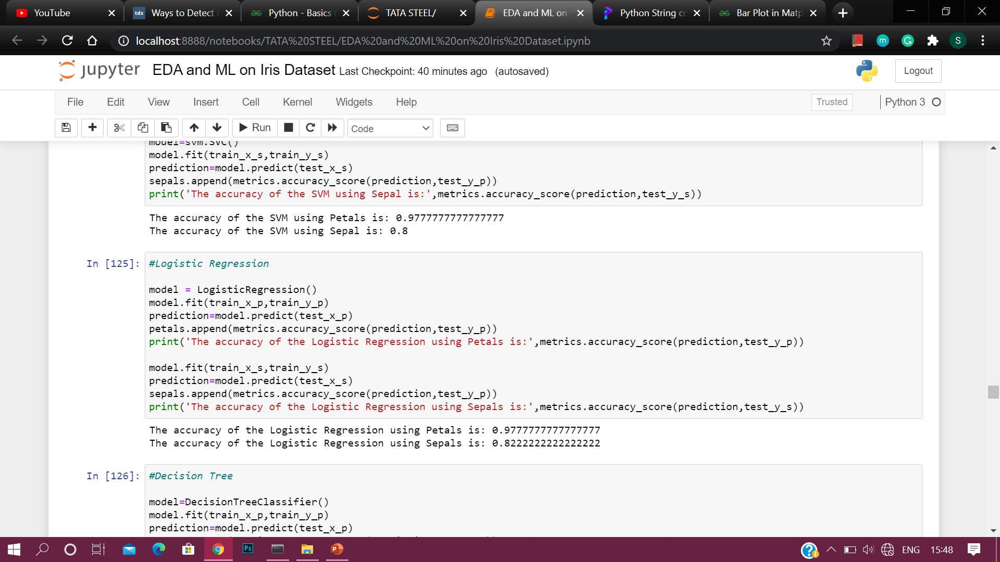 YouTube
tds Ways to Detect a
Python - Basics
TATA STEEL/
EDA and ML on
Python String co
Bar Plot in Matp
localhost:8888/notebooks/TATA%20STEEL/EDA%20and%20ML%20on%20Iris%20Dataset.ipynb
m
G
S
jupyter EDA and ML on Iris Dataset Last Checkpoint: 40 minutes ago (autosaved)
Logout
File Edit View Insert Cell Kernel Widgets Help
Trusted
Python 3
Run
Code
model=svm.SVC()
model.fit(train_x_s,train_y_s)
prediction=model.predict(test_x_s)
sepals.append(metrics.accuracy_score(prediction,test_y_p))
print('The accuracy of the SVM using Sepal is:',metrics.accuracy_score(prediction,test_y_s))
The accuracy of the SVM using Petals is: 0.9777777777777777
The accuracy of the SVM using Sepal is: 0.8
In [125]: #Logistic Regression
model = LogisticRegression()
model.fit(train_x_p,train_y_p)
prediction=model.predict(test_x_p)
petals.append(metrics.accuracy_score(prediction,test_y_p))
print('The accuracy of the Logistic Regression using Petals is:',metrics.accuracy_score(prediction,test_y_p))
model.fit(train_x_s,train_y_s)
prediction=model.predict(test_x_s)
sepals.append(metrics.accuracy_score(prediction,test_y_p))
print('The accuracy of the Logistic Regression using Sepals is:',metrics.accuracy_score(prediction,test_y_s))
The accuracy of the Logistic Regression using Petals is: 0.9777777777777777
The accuracy of the Logistic Regression using Sepals is: 0.8222222222222222
In [126]: #Decision Tree
model=DecisionTreeClassifier()
model.fit(train_x_p,train_y_p)
prediction=model.predict(test_x_p)
Ps
P
ENG
15:48